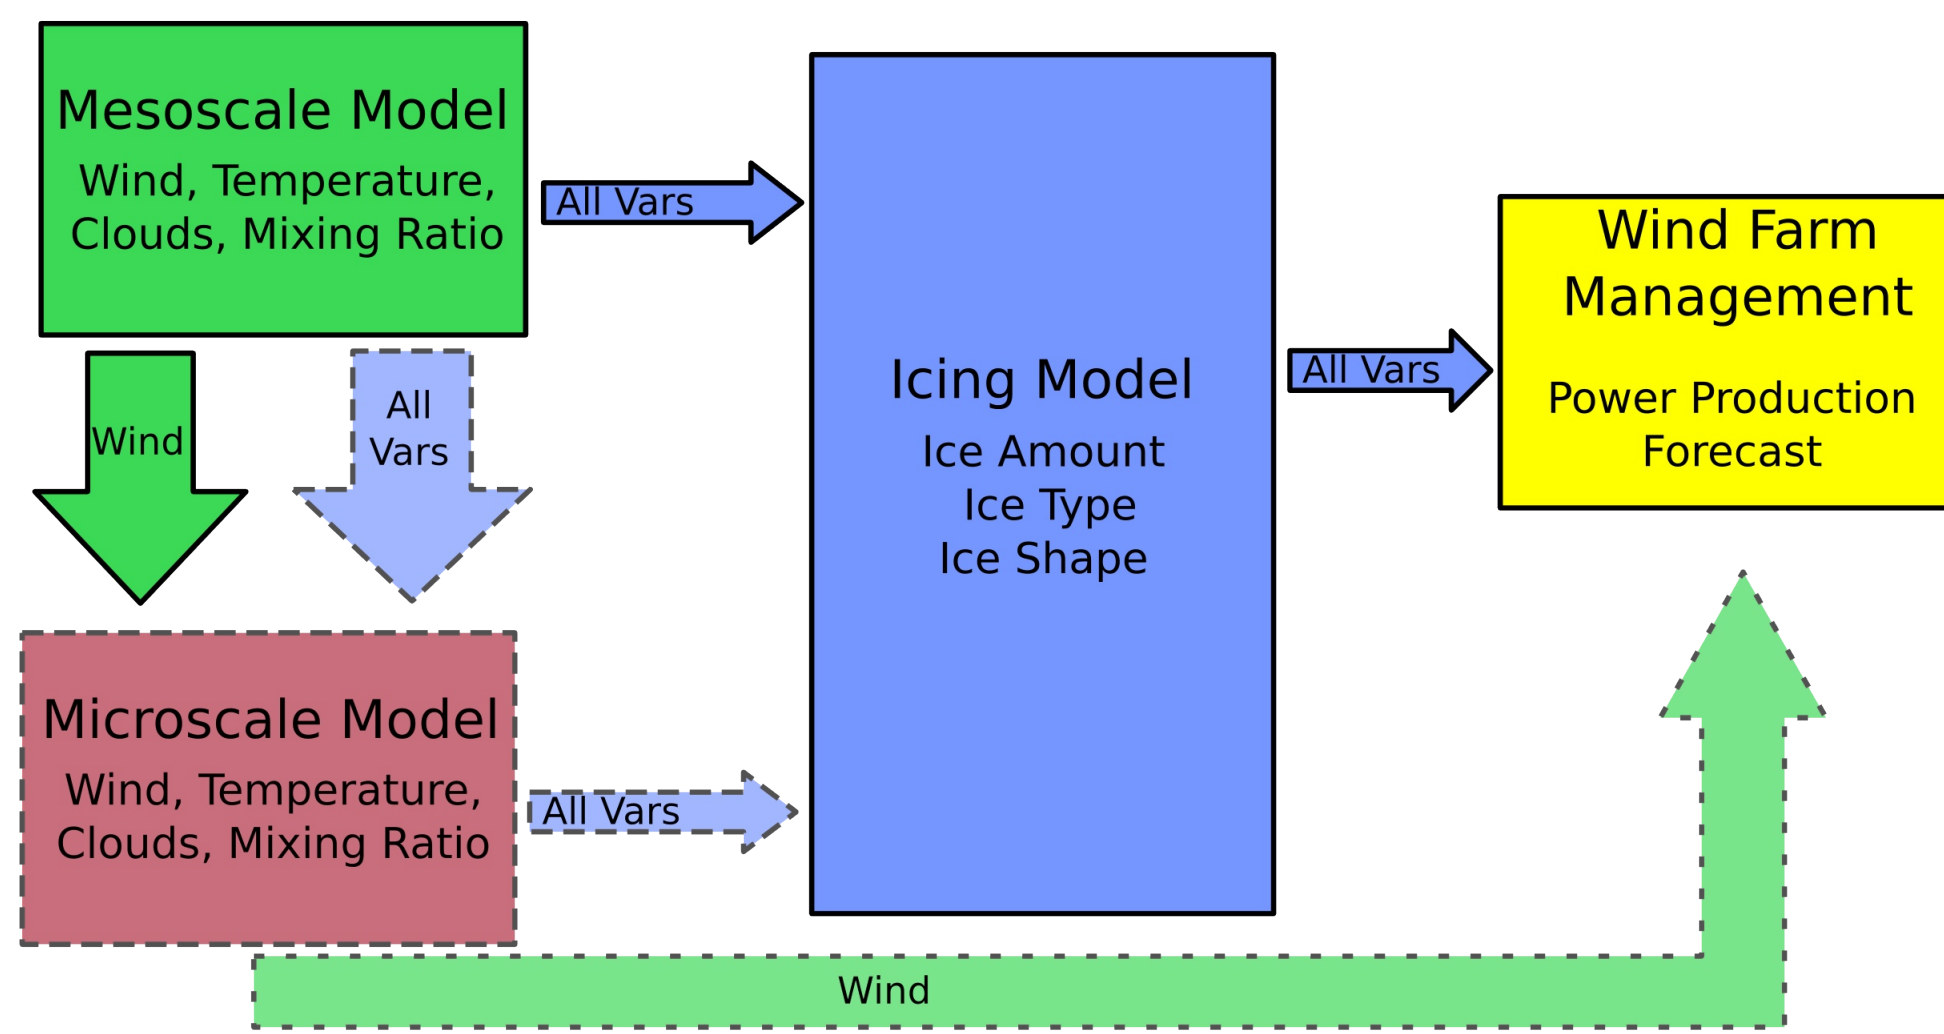 Mesoscale Model
Wind, Temperature,
Clouds, Mixing Ratio
All Vars
Wind
All
Vars
Microscale Model
Wind, Temperature,
Clouds, Mixing Ratio
All Vars
Icing Model
Ice Amount
Ice Type
Ice Shape
All Vars
Wind Farm
Management
Power Production
Forecast
Wind